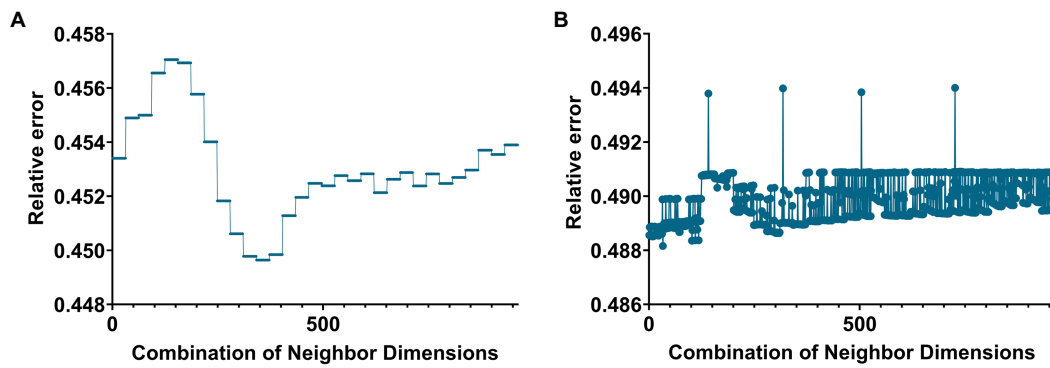 A
Relative error
0.458
0.456
0.454
0.452
0.450
0.448
0
500
Combination of Neighbor Dimensions
B
Relative error
0.496
0.494
0.492
0.490
0.488
0.486
0
500
Combination of Neighbor Dimensions